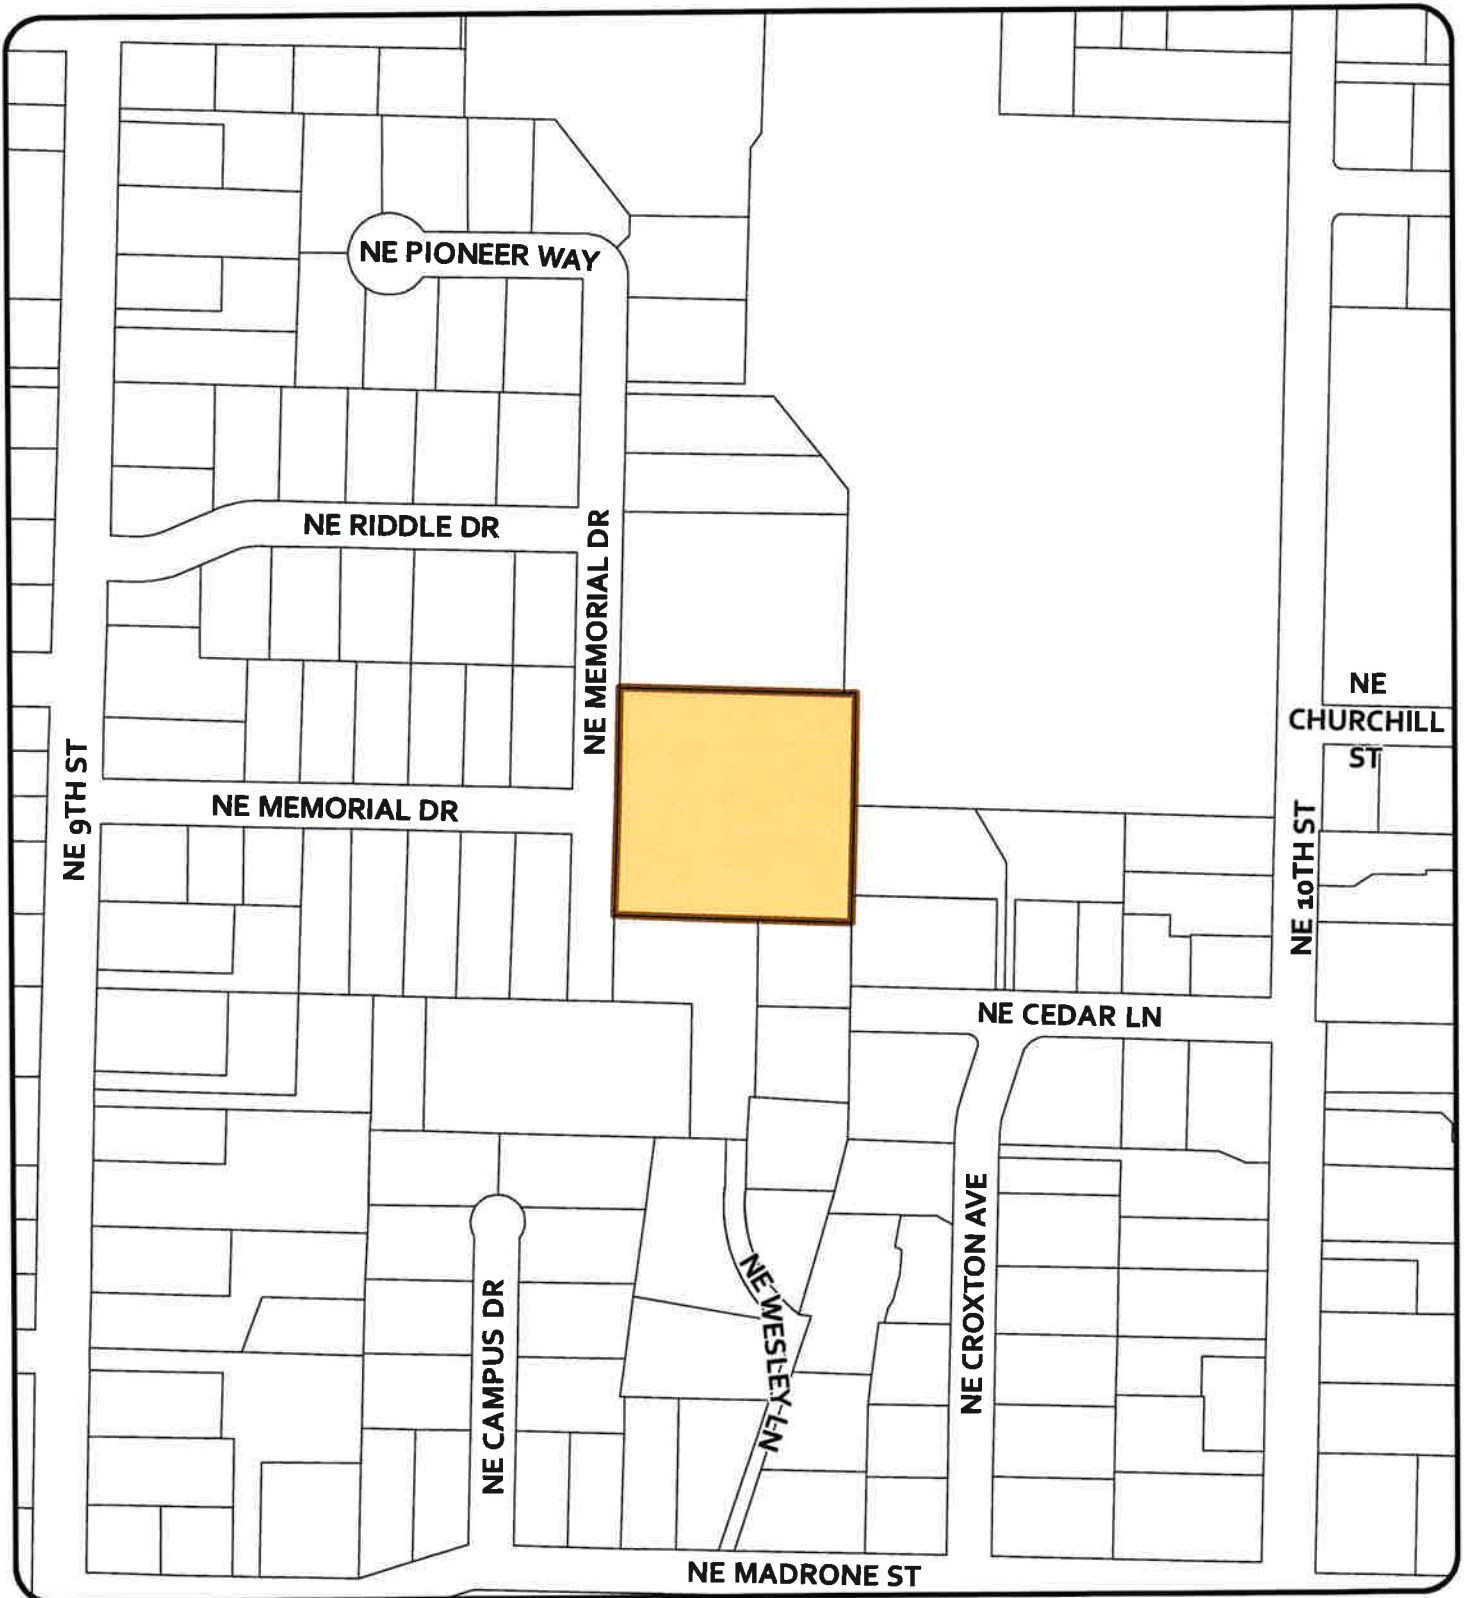 NE PIONEER WAY
NE RIDDLE DR
NE MEMORIAL DR
NE
CHURCHILL
ST
NE 9TH ST
NE MEMORIAL DR
NE 10TH ST
NE CEDAR LN
NE CROXTON AVE
NE WESLEY LN
NE CAMPUS DR
NE MADRONE ST